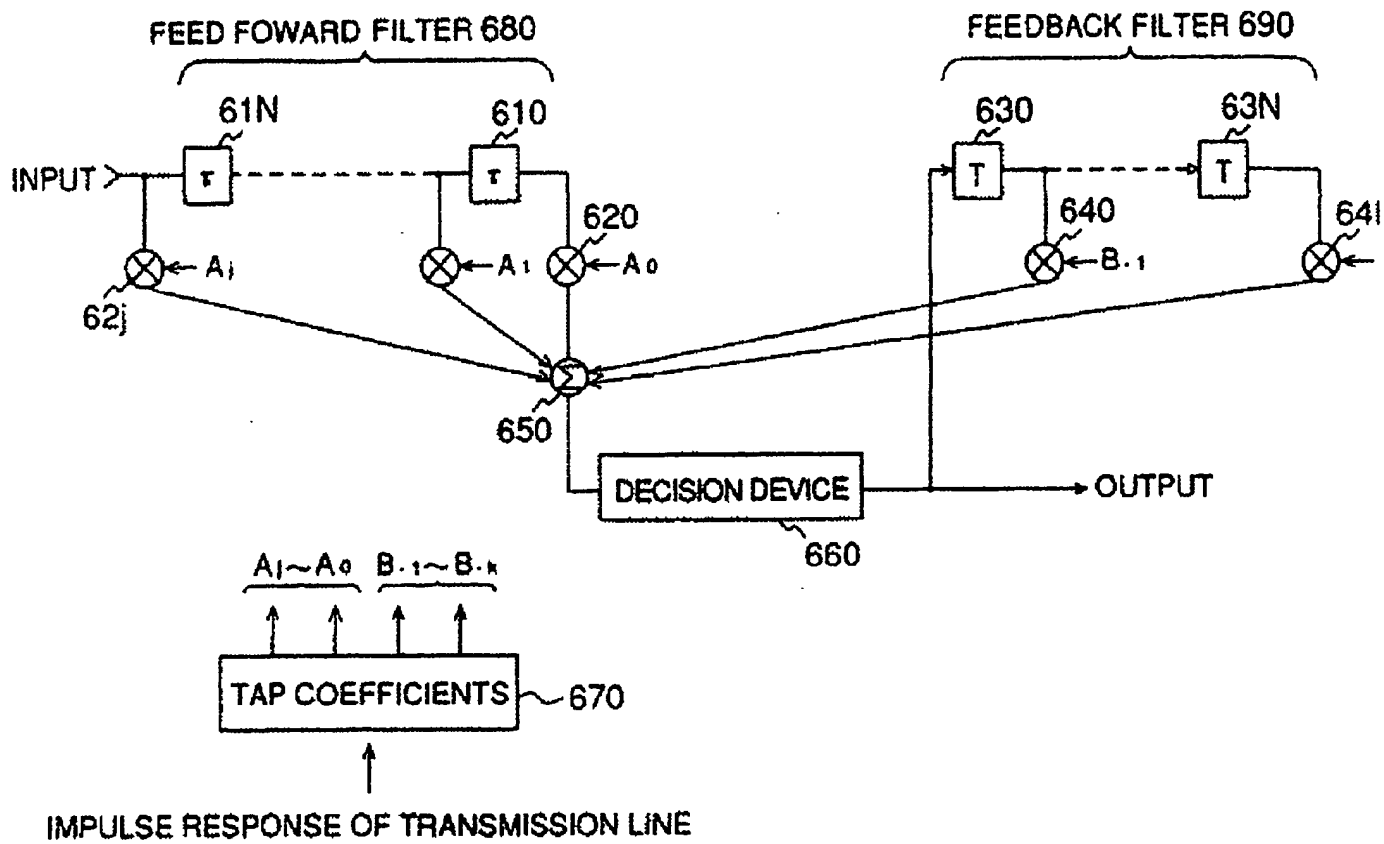 FEED FOWARD FILTER 680
FEEDBACK FILTER 690
61N
610
630
63N
INPUT
τ
τ
T
T
620
640
64l
Aj
A1
A0
B-1
62j
650
DECISION DEVICE
OUTPUT
660
Aj~A0 B-1~B-k
TAP COEFFICIENTS
670
IMPULSE RESPONSE OF TRANSMISSION LINE